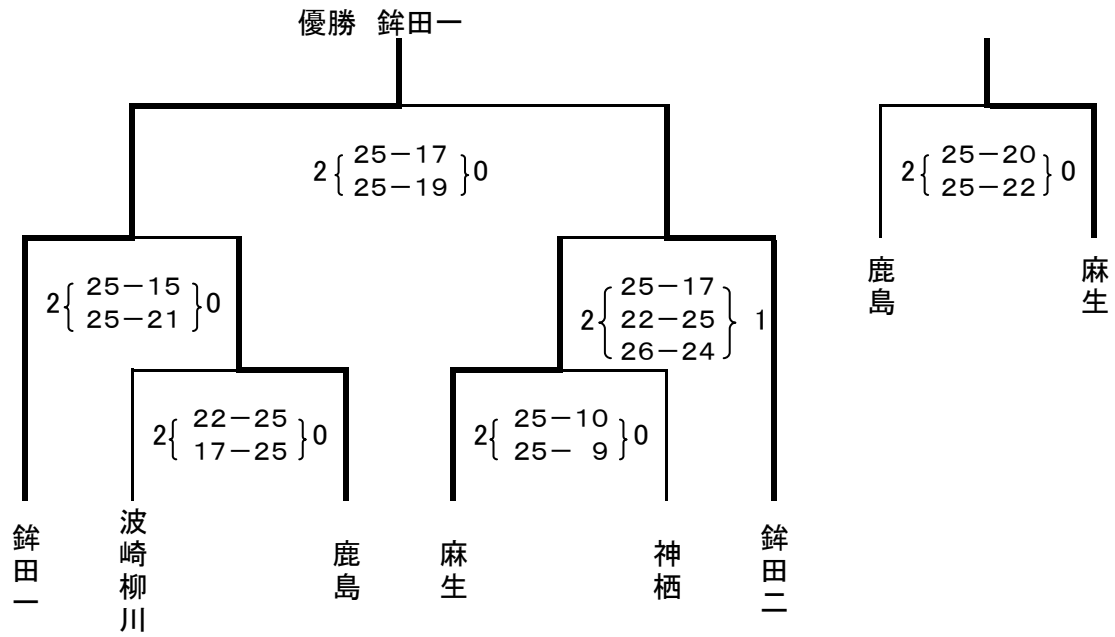 優勝 鉾田一
2{ 25－17 }0
25－19
2{ 25－20 }0
25－22
鹿島
麻生
2{ 25－15 }0
25－21
2{ 25－17 } 1
22－25
26－24
2{ 22－25 }0
17－25
2{ 25－10 }0
25－ 9
鉾田一
波崎柳川
鹿島
麻生
神栖
鉾田二